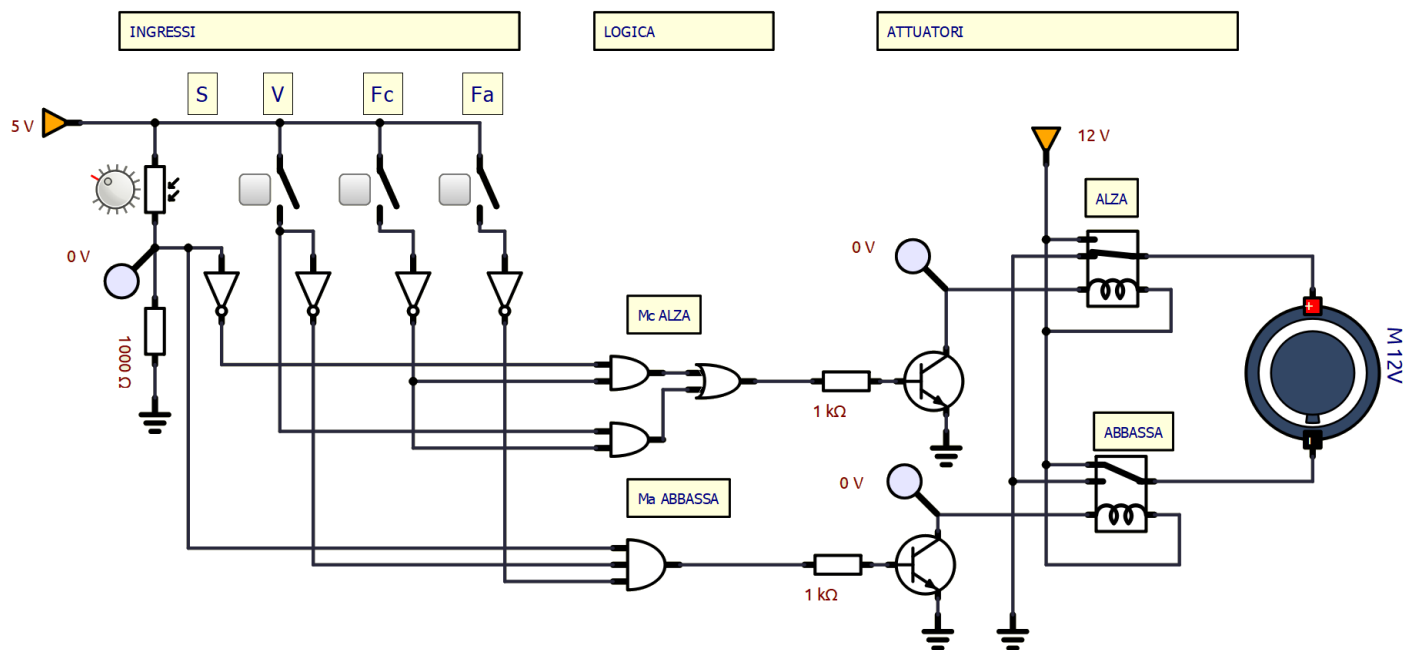 INGRESSI
LOGICA
ATTUATORI
S
V
Fc
Fa
5 V
12 V
ALZA
0 V
0 V
Mc ALZA
1000 Ω
M 12V
1 kΩ
ABBASSA
0 V
Ma ABBASSA
1 kΩ